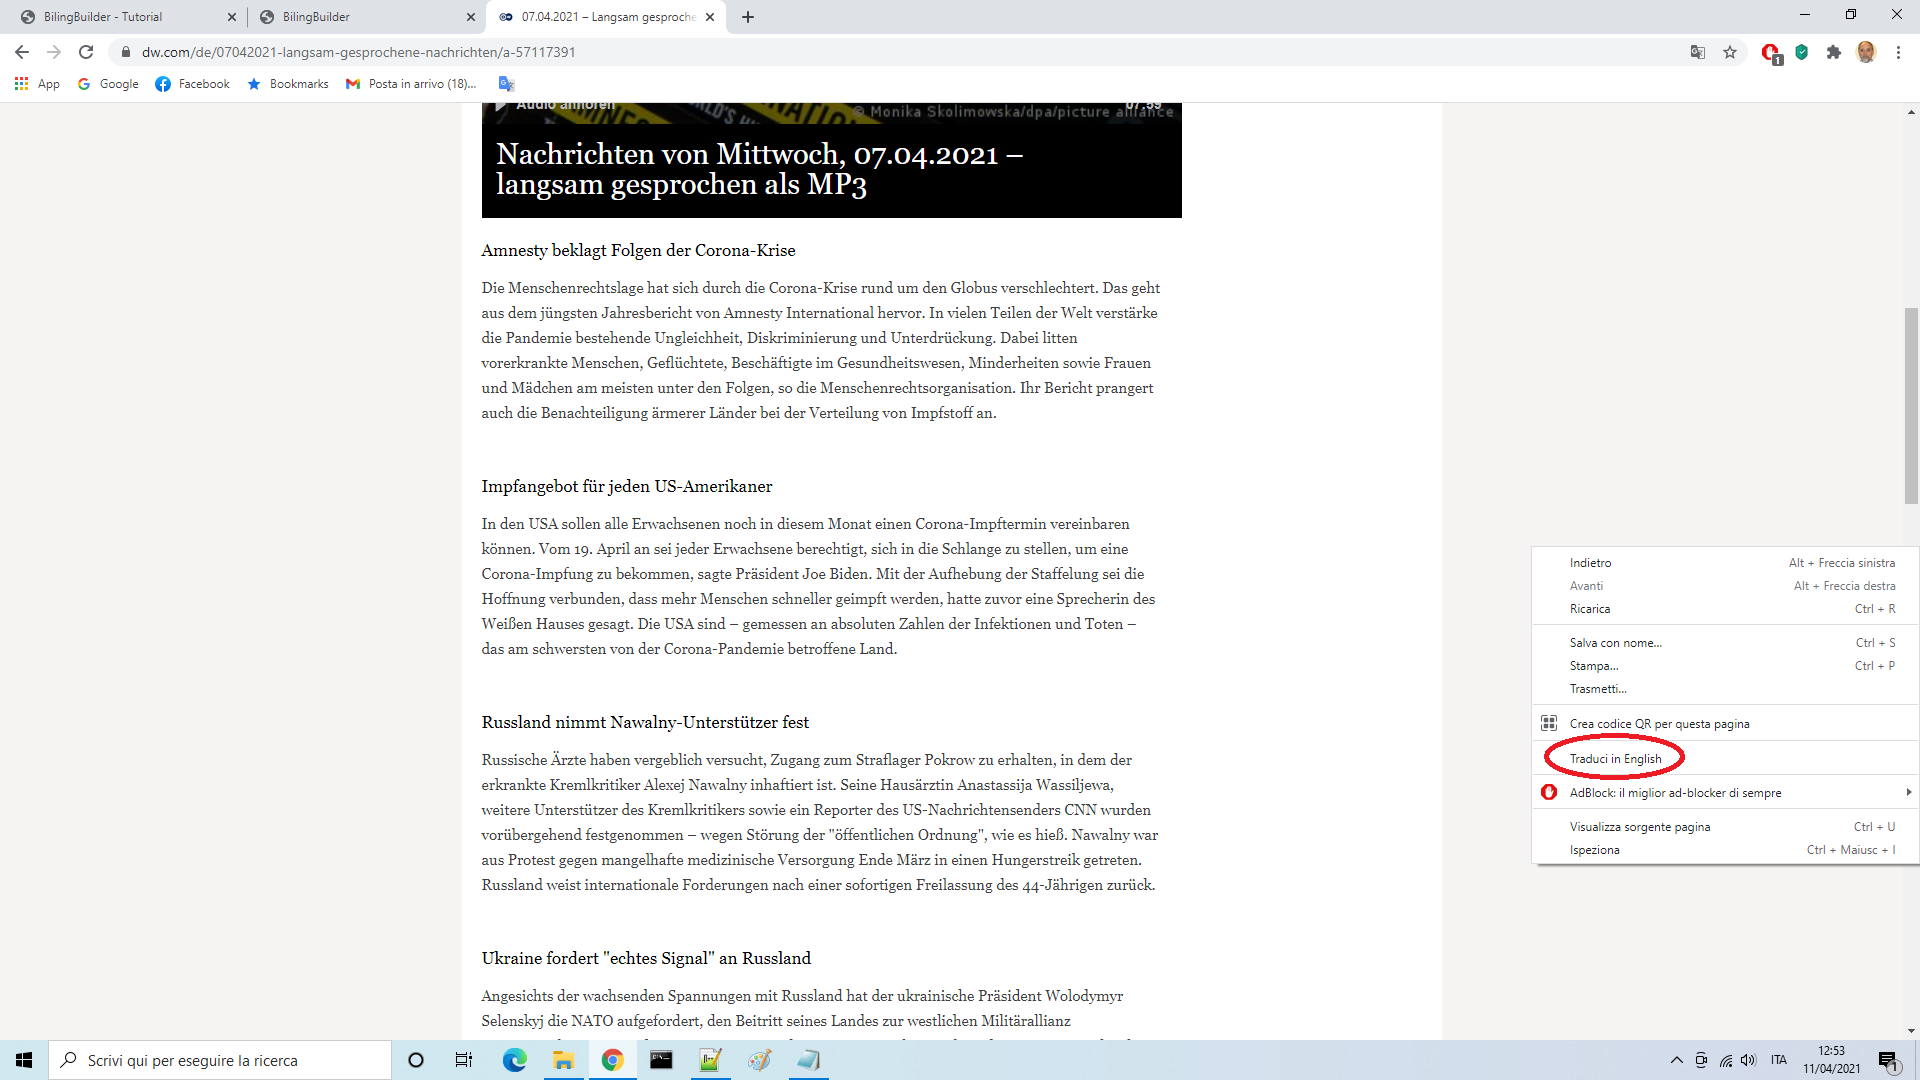 BilingBuilder - Tutorial
BilingBuilder
07.04.2021 – Langsam gesproche
dw.com/de/07042021-langsam-gesprochene-nachrichten/a-57117391
1
App
Google
Facebook
Bookmarks
Posta in arrivo (18)...
Audio anhören
07:59
© Monika Skolimowska/dpa/picture alliance
Nachrichten von Mittwoch, 07.04.2021 –
langsam gesprochen als MP3
Amnesty beklagt Folgen der Corona-Krise
Die Menschenrechtslage hat sich durch die Corona-Krise rund um den Globus verschlechtert. Das geht
aus dem jüngsten Jahresbericht von Amnesty International hervor. In vielen Teilen der Welt verstärke
die Pandemie bestehende Ungleichheit, Diskriminierung und Unterdrückung. Dabei litten
vorerkrankte Menschen, Geflüchtete, Beschäftigte im Gesundheitswesen, Minderheiten sowie Frauen
und Mädchen am meisten unter den Folgen, so die Menschenrechtsorganisation. Ihr Bericht prangert
auch die Benachteiligung ärmerer Länder bei der Verteilung von Impfstoff an.
Impfangebot für jeden US-Amerikaner
In den USA sollen alle Erwachsenen noch in diesem Monat einen Corona-Impftermin vereinbaren
können. Vom 19. April an sei jeder Erwachsene berechtigt, sich in die Schlange zu stellen, um eine
Corona-Impfung zu bekommen, sagte Präsident Joe Biden. Mit der Aufhebung der Staffelung sei die
Hoffnung verbunden, dass mehr Menschen schneller geimpft werden, hatte zuvor eine Sprecherin des
Weißen Hauses gesagt. Die USA sind – gemessen an absoluten Zahlen der Infektionen und Toten –
das am schwersten von der Corona-Pandemie betroffene Land.
Russland nimmt Nawalny-Unterstützer fest
Russische Ärzte haben vergeblich versucht, Zugang zum Straflager Pokrow zu erhalten, in dem der
erkrankte Kremlkritiker Alexej Nawalny inhaftiert ist. Seine Hausärztin Anastassija Wassiljewa,
weitere Unterstützer des Kremlkritikers sowie ein Reporter des US-Nachrichtensenders CNN wurden
vorübergehend festgenommen – wegen Störung der "öffentlichen Ordnung", wie es hieß. Nawalny war
aus Protest gegen mangelhafte medizinische Versorgung Ende März in einen Hungerstreik getreten.
Russland weist internationale Forderungen nach einer sofortigen Freilassung des 44-Jährigen zurück.
Ukraine fordert "echtes Signal" an Russland
Angesichts der wachsenden Spannungen mit Russland hat der ukrainische Präsident Wolodymyr
Selenskyj die NATO aufgefordert, den Beitritt seines Landes zur westlichen Militärallianz
Indietro Alt + Freccia sinistra
Avanti Alt + Freccia destra
Ricarica Ctrl + R
Salva con nome... Ctrl + S
Stampa... Ctrl + P
Trasmetti...
Crea codice QR per questa pagina
Traduci in English
AdBlock: il miglior ad-blocker di sempre
Visualizza sorgente pagina Ctrl + U
Ispeziona Ctrl + Maiusc + I
Scrivi qui per eseguire la ricerca
ITA
12:53
11/04/2021
1